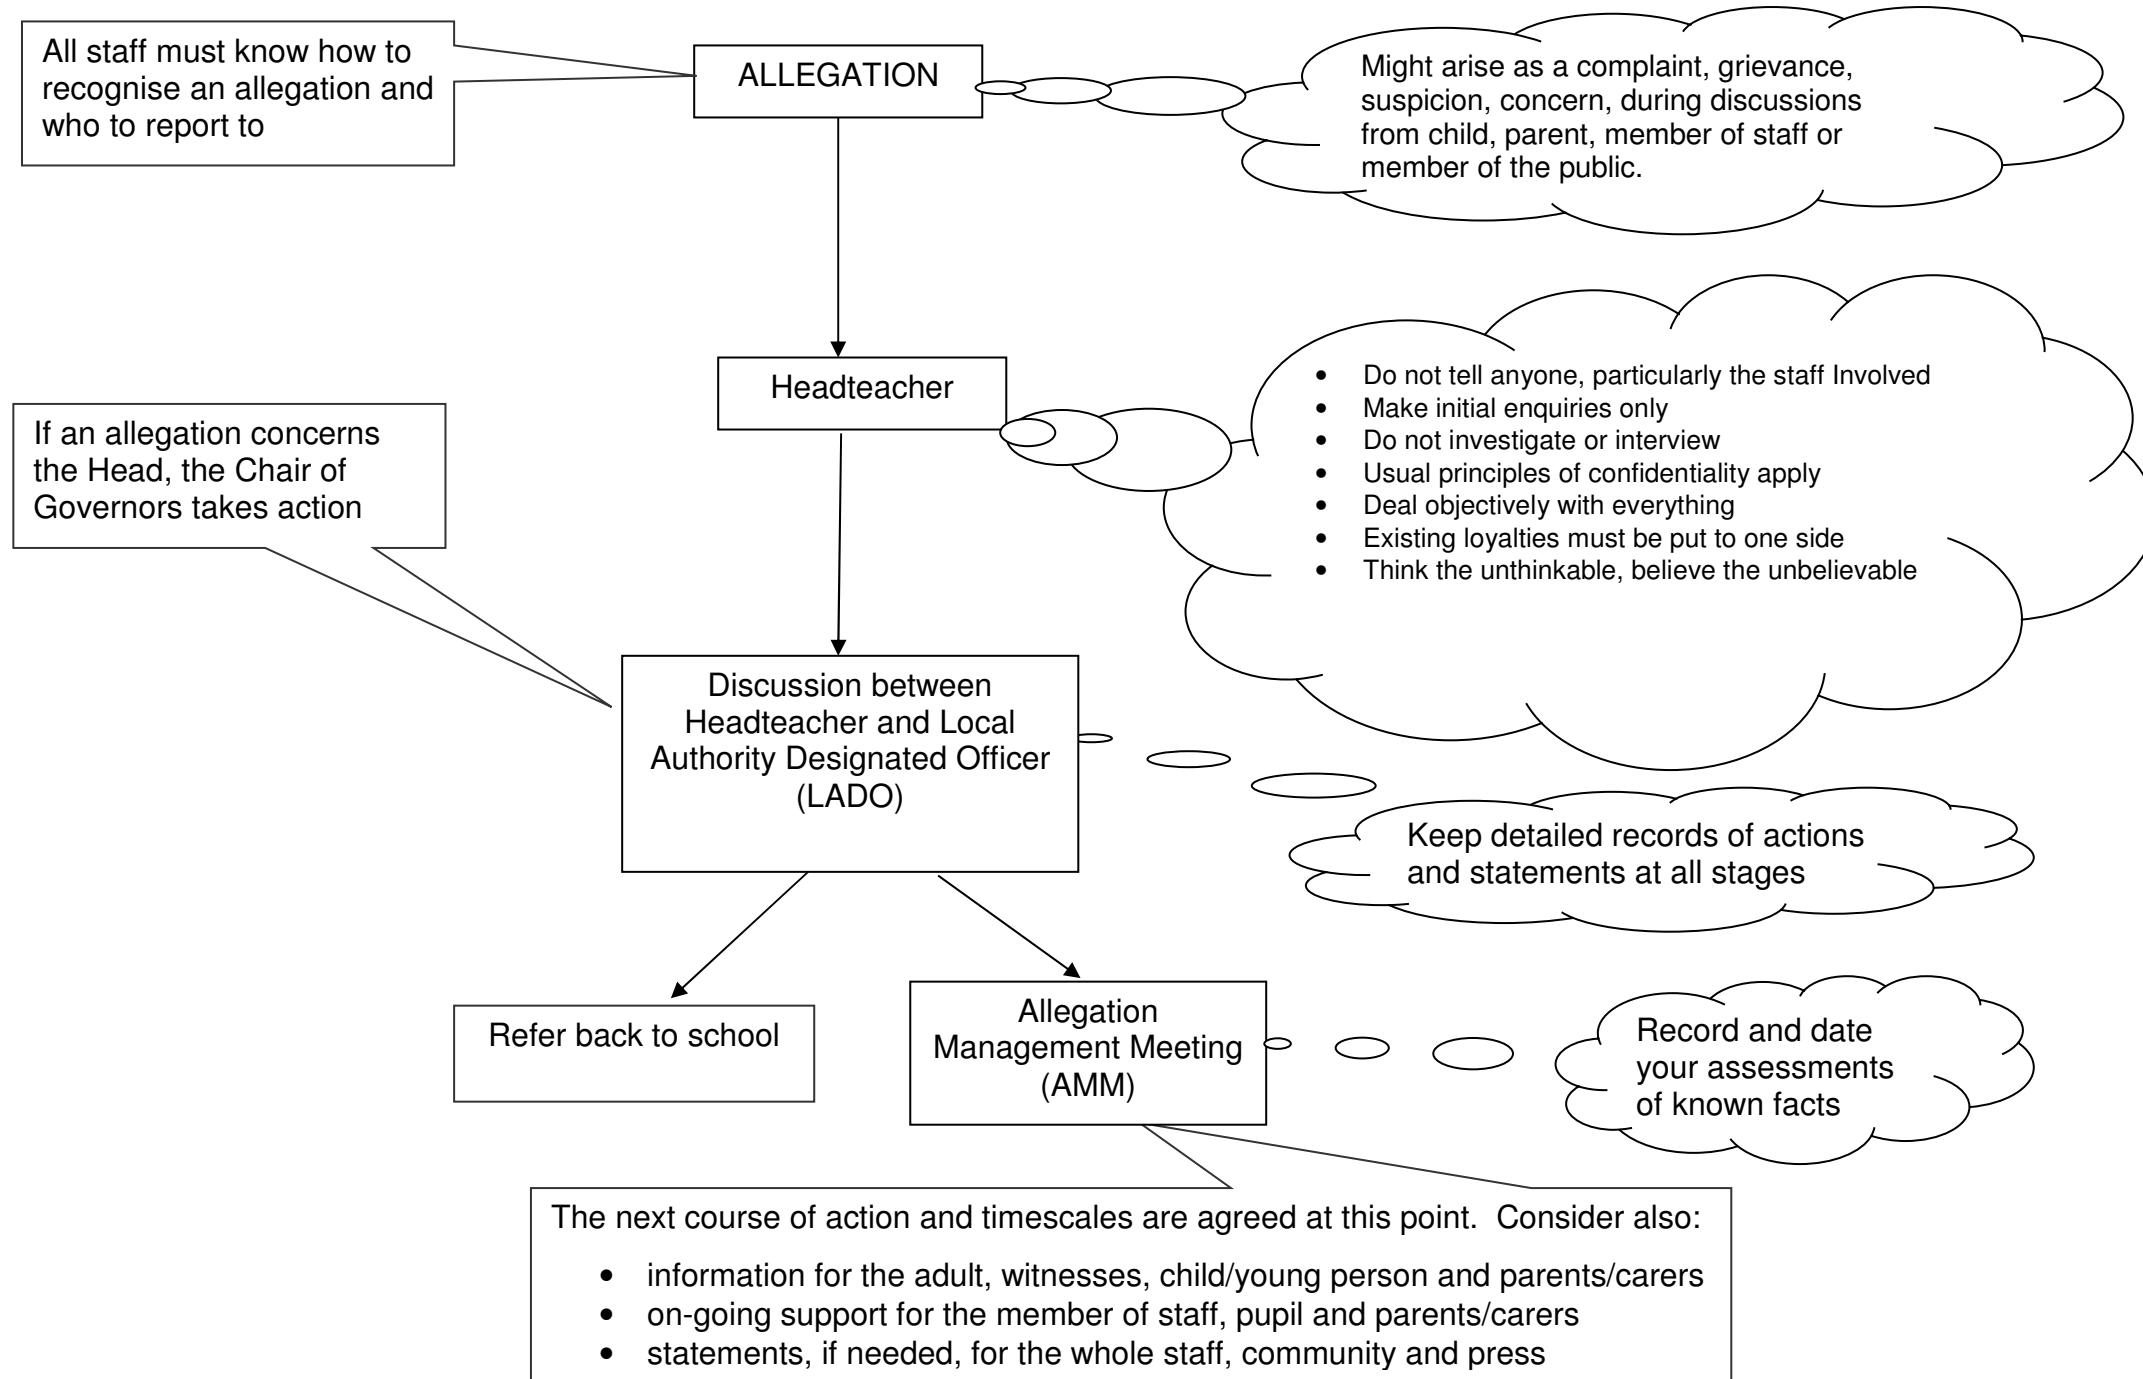 All staff must know how to
recognise an allegation and
who to report to
ALLEGATION
Might arise as a complaint, grievance,
suspicion, concern, during discussions
from child, parent, member of staff or
member of the public.
Headteacher
• Do not tell anyone, particularly the staff Involved
• Make initial enquiries only
• Do not investigate or interview
• Usual principles of confidentiality apply
• Deal objectively with everything
• Existing loyalties must be put to one side
• Think the unthinkable, believe the unbelievable
If an allegation concerns
the Head, the Chair of
Governors takes action
Discussion between
Headteacher and Local
Authority Designated Officer
(LADO)
Keep detailed records of actions
and statements at all stages
Refer back to school
Allegation
Management Meeting
(AMM)
Record and date
your assessments
of known facts
The next course of action and timescales are agreed at this point.  Consider also:
• information for the adult, witnesses, child/young person and parents/carers
• on-going support for the member of staff, pupil and parents/carers
• statements, if needed, for the whole staff, community and press